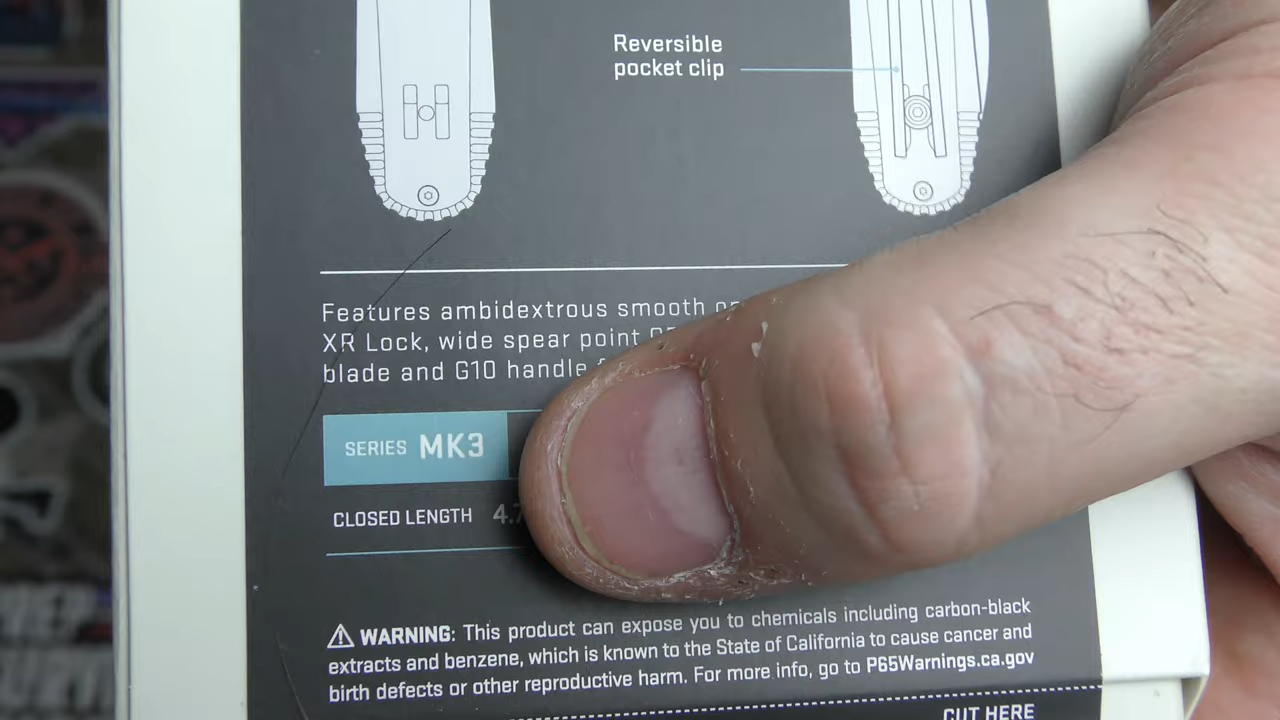 Reversible
pocket clip
Features ambidextrous smooth
XR Lock, wide spear point
blade and G10 handle
SERIES MK3
CLOSED LENGTH
WARNING: This product can expose you to chemicals including carbon-black
extracts and benzene, which is known to the State of California to cause cancer and
birth defects or other reproductive harm. For more info, go to P65Warnings.ca.gov
CUT HERE